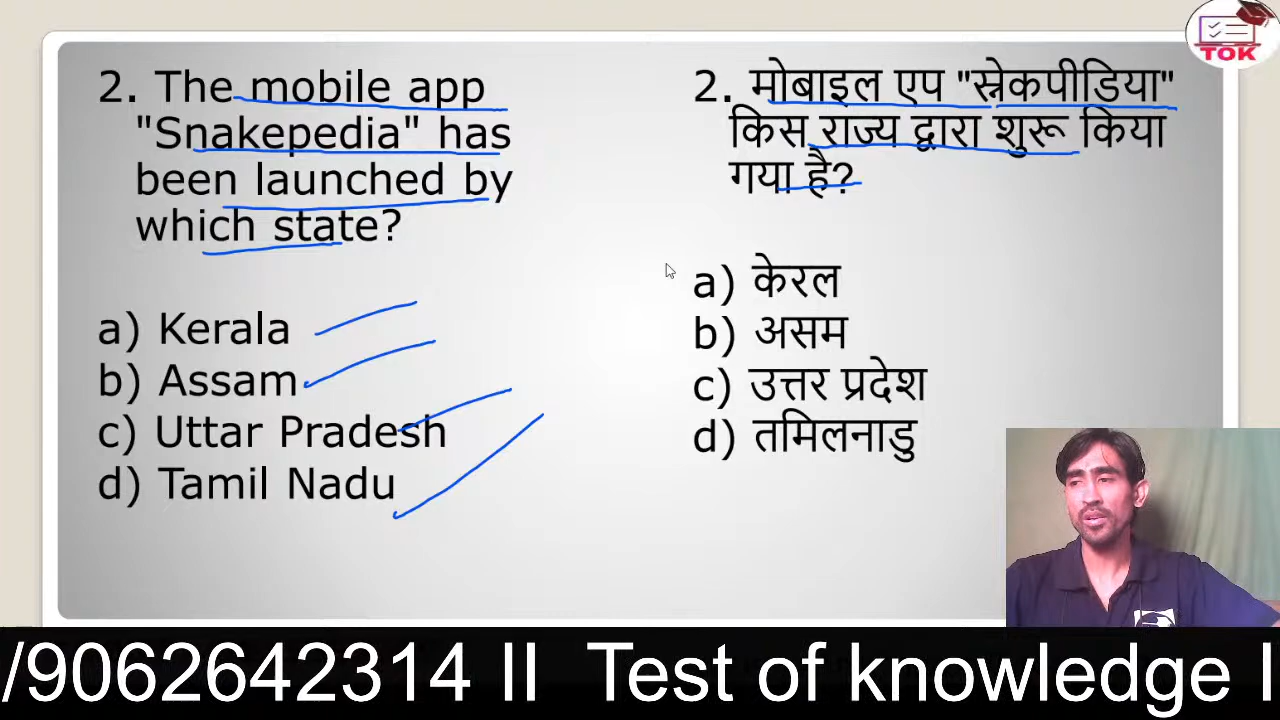 TOK
2. The mobile app
"Snakepedia" has
been launched by
which state?
a) Kerala
b) Assam
c) Uttar Pradesh
d) Tamil Nadu
2. मोबाइल एप "स्नेकपीडिया"
किस राज्य द्वारा शुरू किया
गया है?
a) केरल
b) असम
c) उत्तर प्रदेश
d) तमिलनाडु
/9062642314 II Test of knowledge I